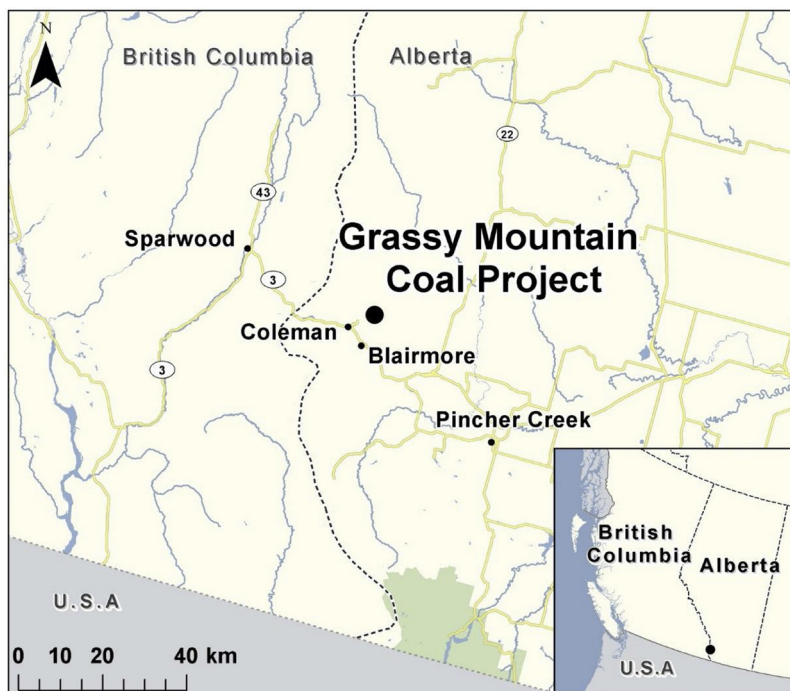 N
British Columbia
Alberta
22
43
Sparwood
Grassy Mountain
Coal Project
3
Coleman
Blairmore
3
Pincher Creek
British
Columbia
Alberta
U.S.A
U.S.A
0 10 20 40 km